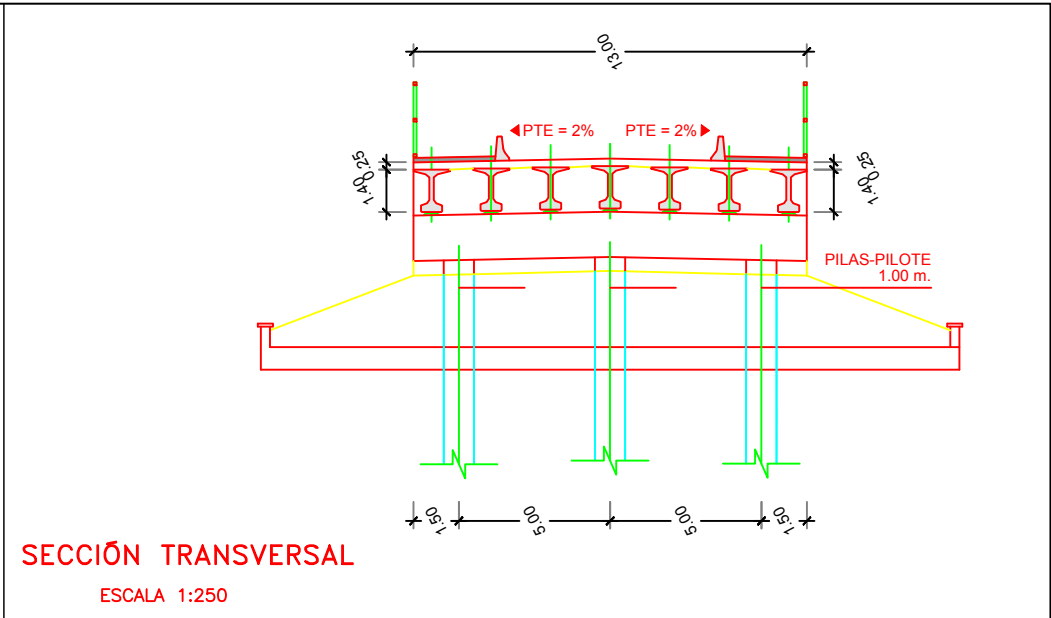 13.00
PTE = 2%
PTE = 2%
0.25
1.40
0.25
1.40
PILAS-PILOTE
1.00 m.
1.50
5.00
5.00
1.50
SECCIÓN TRANSVERSAL
ESCALA 1:250